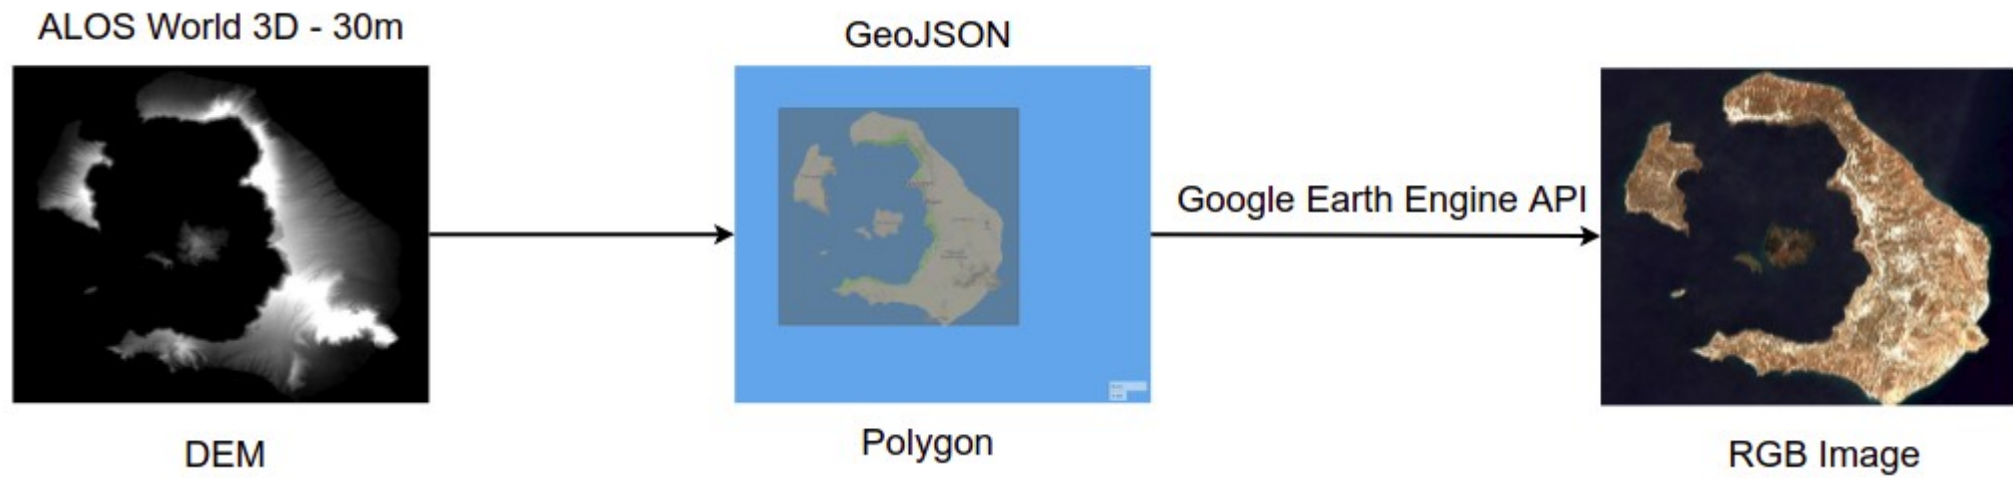 ALOS World 3D - 30m
GeoJSON
Google Earth Engine API
DEM
Polygon
RGB Image